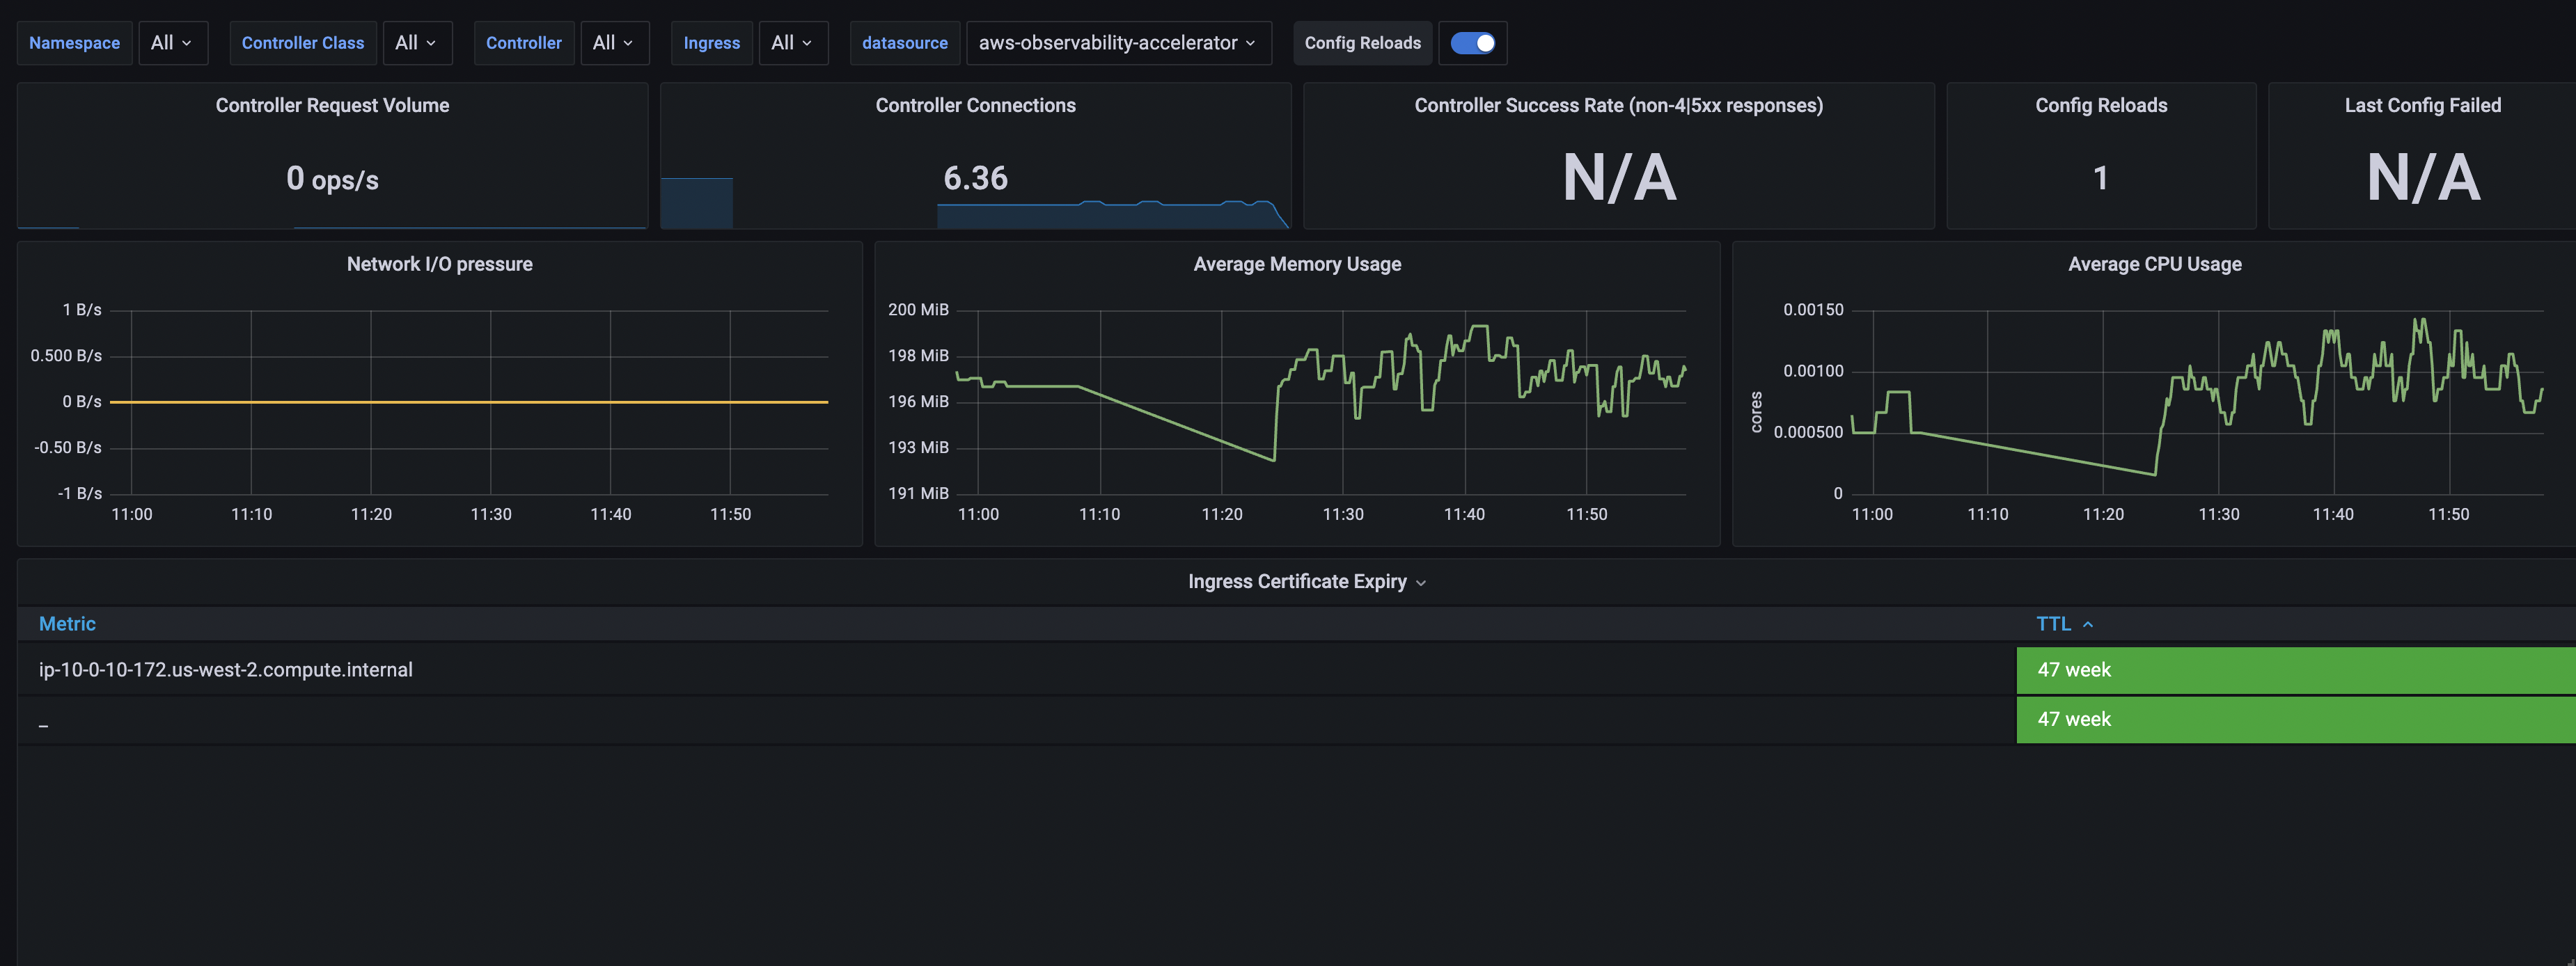 Namespace All Controller Class All Controller All Ingress All datasource aws-observability-accelerator Config Reloads
Controller Request Volume
0 ops/s
Controller Connections
6.36
Controller Success Rate (non-4|5xx responses)
N/A
Config Reloads
1
Last Config Failed
N/A
Network I/O pressure
1 B/s
0.500 B/s
0 B/s
-0.50 B/s
-1 B/s
11:00 11:10 11:20 11:30 11:40 11:50
Average Memory Usage
200 MiB
198 MiB
196 MiB
193 MiB
191 MiB
11:00 11:10 11:20 11:30 11:40 11:50
Average CPU Usage
cores
0.00150
0.00100
0.000500
0
11:00 11:10 11:20 11:30 11:40 11:50
Ingress Certificate Expiry
Metric TTL
ip-10-0-10-172.us-west-2.compute.internal 47 week
_ 47 week